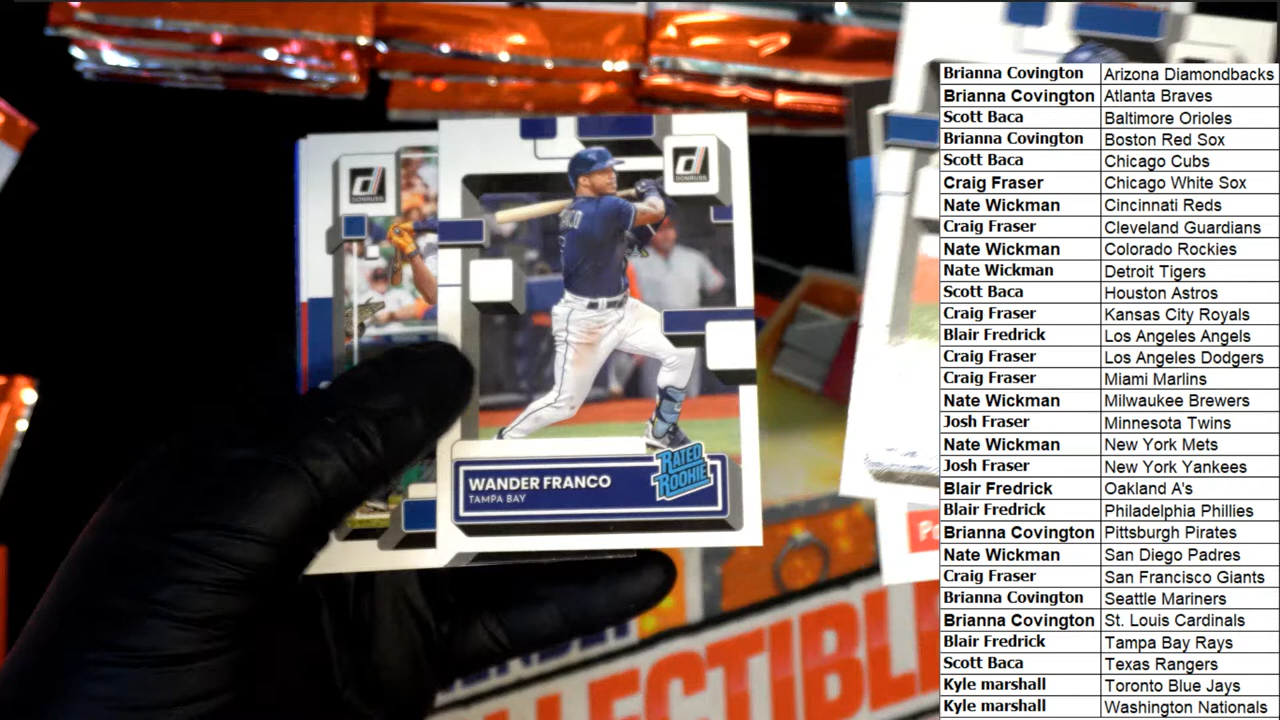 d
DONRUSS
d
DONRUSS
RATED
ROOKIE
WANDER FRANCO
TAMPA BAY
Brianna Covington Arizona Diamondbacks
Brianna Covington Atlanta Braves
Scott Baca Baltimore Orioles
Brianna Covington Boston Red Sox
Scott Baca Chicago Cubs
Craig Fraser Chicago White Sox
Nate Wickman Cincinnati Reds
Craig Fraser Cleveland Guardians
Nate Wickman Colorado Rockies
Nate Wickman Detroit Tigers
Scott Baca Houston Astros
Craig Fraser Kansas City Royals
Blair Fredrick Los Angeles Angels
Craig Fraser Los Angeles Dodgers
Craig Fraser Miami Marlins
Nate Wickman Milwaukee Brewers
Josh Fraser Minnesota Twins
Nate Wickman New York Mets
Josh Fraser New York Yankees
Blair Fredrick Oakland A's
Blair Fredrick Philadelphia Phillies
Brianna Covington Pittsburgh Pirates
Nate Wickman San Diego Padres
Craig Fraser San Francisco Giants
Brianna Covington Seattle Mariners
Brianna Covington St. Louis Cardinals
Blair Fredrick Tampa Bay Rays
Scott Baca Texas Rangers
Kyle marshall Toronto Blue Jays
Kyle marshall Washington Nationals